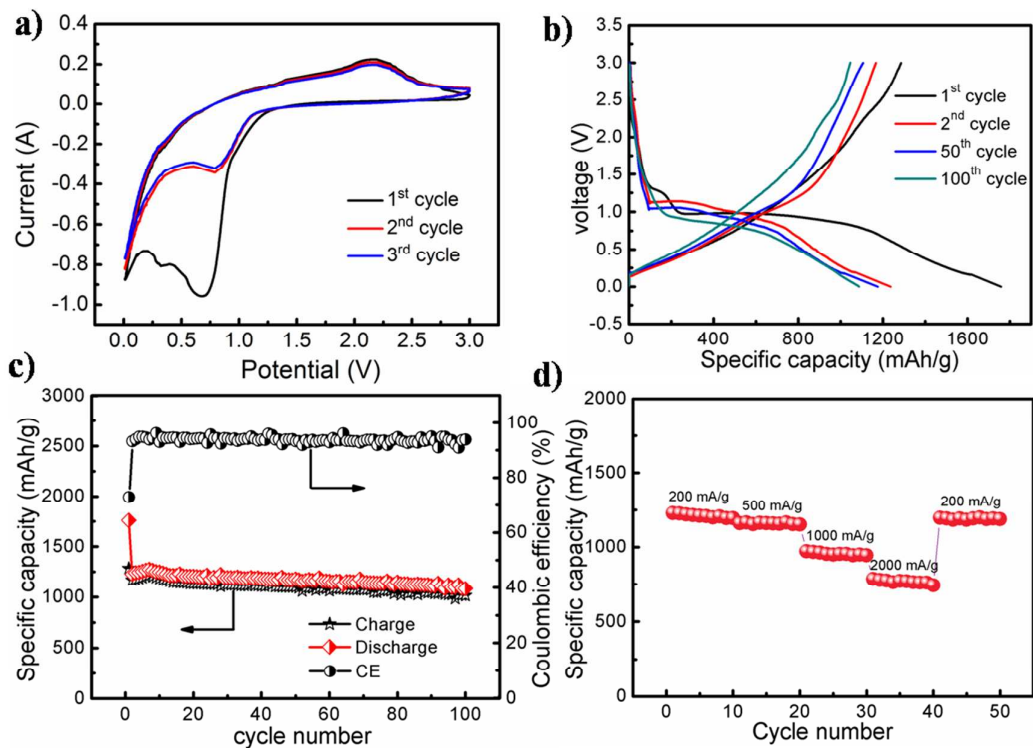 a)
0.4
0.2
0.0
-0.2
-0.4
-0.6
-0.8
-1.0
Current (A)
1st cycle
2nd cycle
3rd cycle
0.0 0.5 1.0 1.5 2.0 2.5 3.0
Potential (V)
b)
3.5
3.0
2.5
2.0
1.5
1.0
0.5
0.0
-0.5
voltage (V)
1st cycle
2nd cycle
50th cycle
100th cycle
0 400 800 1200 1600
Specific capacity (mAh/g)
c)
3000
2500
2000
1500
1000
500
0
Specific capacity (mAh/g)
Charge
Discharge
CE
100
80
60
40
20
0
Coulombic efficiency (%)
0 20 40 60 80 100
cycle number
d)
2000
1500
1000
500
0
Specific capacity (mAh/g)
200 mA/g
500 mA/g
1000 mA/g
2000 mA/g
200 mA/g
0 10 20 30 40 50
Cycle number